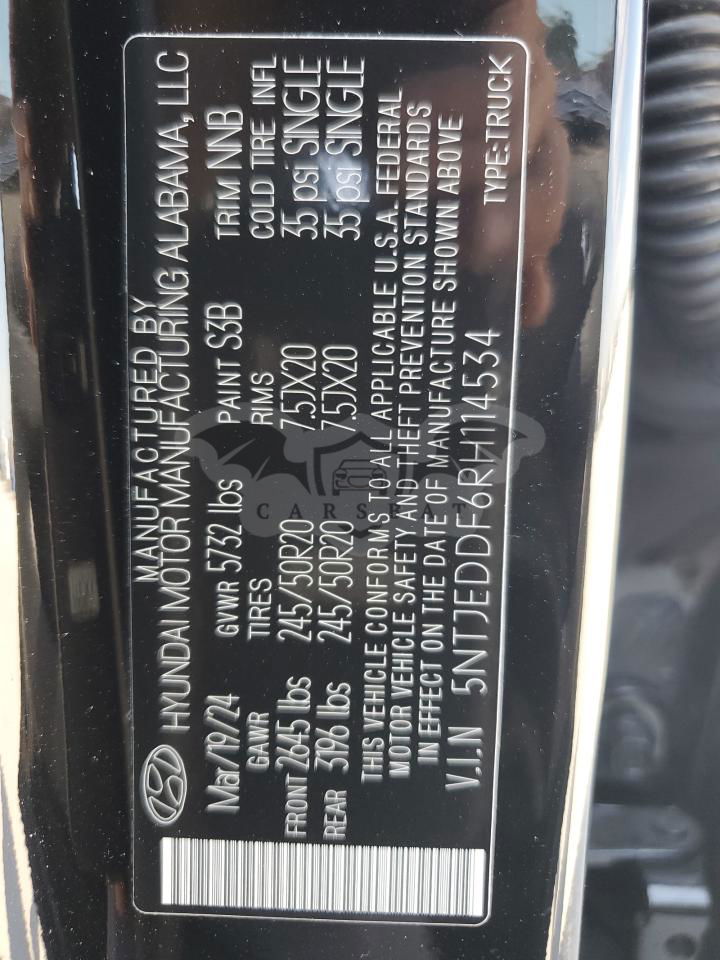 MANUFACTURED BY
HYUNDAI MOTOR MANUFACTURING ALABAMA, LLC
Mar/19/24 GVWR 5732 lbs PAINT S3B TRIM NNB
GAWR TIRES RIMS COLD TIRE INFL
FRONT 2645 lbs 245/50R20 7.5JX20 35 psi SINGLE
REAR 3196 lbs 245/50R20 7.5JX20 35 psi SINGLE
THIS VEHICLE CONFORMS TO ALL APPLICABLE U.S.A. FEDERAL
MOTOR VEHICLE SAFETY AND THEFT PREVENTION STANDARDS
IN EFFECT ON THE DATE OF MANUFACTURE SHOWN ABOVE
V.I.N 5NTJEDDF6RH114534 TYPE:TRUCK
CARSBAT